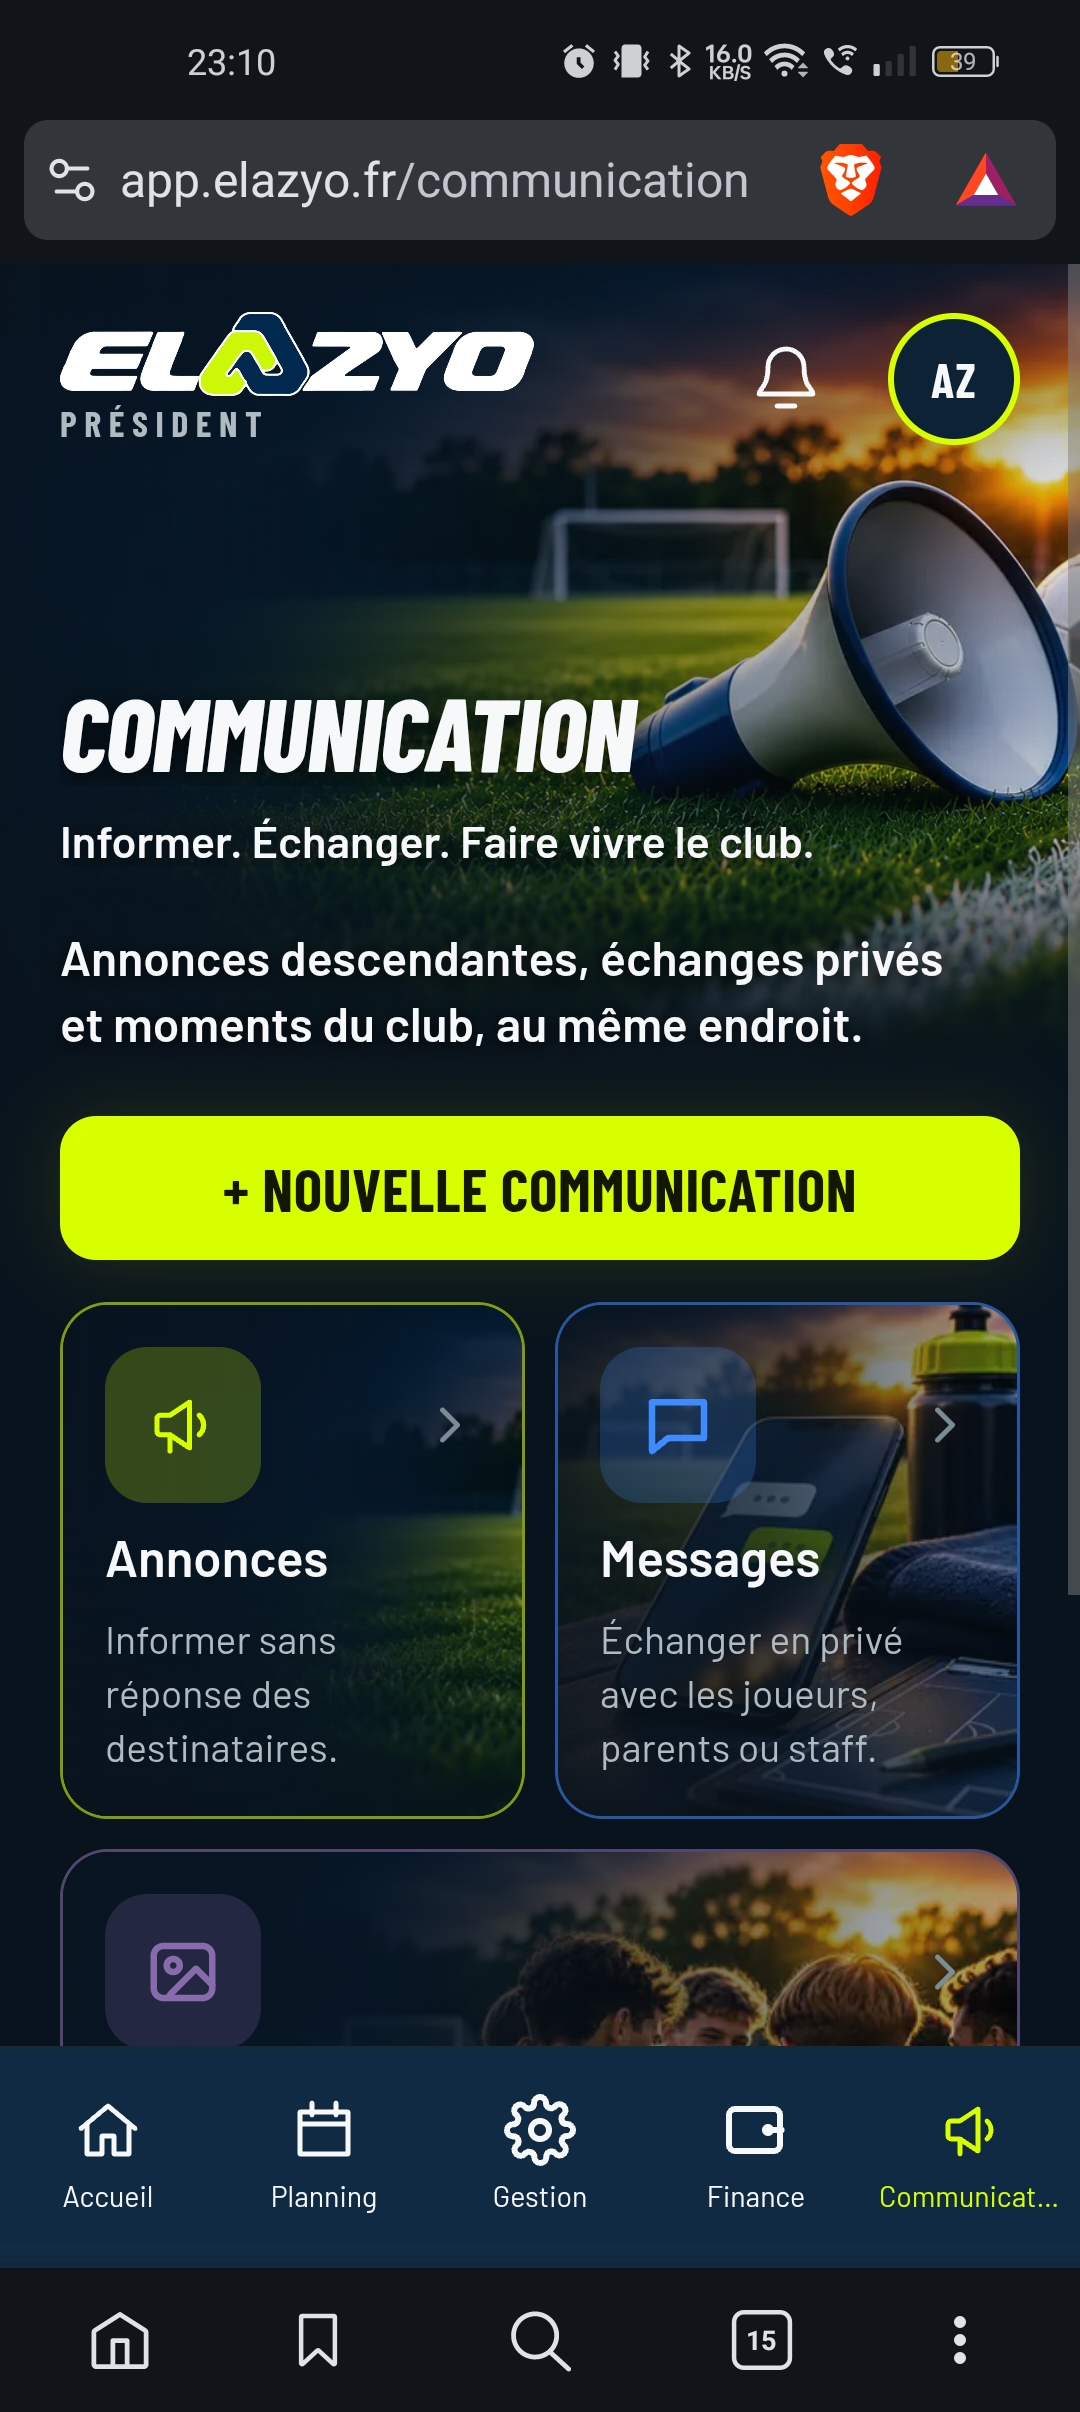 23:10
16.0
KB/S
39
app.elazyo.fr/communication
ELAZYO
PRÉSIDENT
AZ
COMMUNICATION
Informer. Échanger. Faire vivre le club.
Annonces descendantes, échanges privés
et moments du club, au même endroit.
+ NOUVELLE COMMUNICATION
Annonces
Informer sans
réponse des
destinataires.
Messages
Échanger en privé
avec les joueurs,
parents ou staff.
Accueil
Planning
Gestion
Finance
Communicat...
15